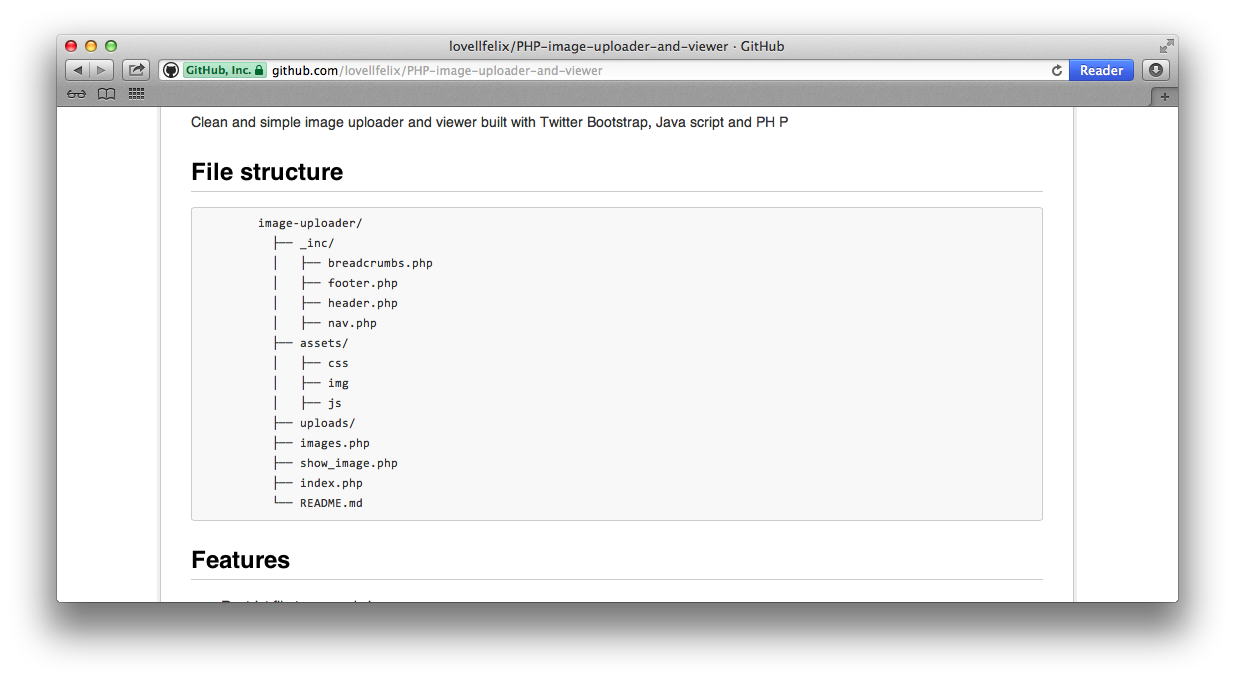 lovellfelix/PHP-image-uploader-and-viewer · GitHub
GitHub, Inc. github.com/lovellfelix/PHP-image-uploader-and-viewer Reader
Clean and simple image uploader and viewer built with Twitter Bootstrap, Java script and PH P
File structure
image-uploader/
├── _inc/
│   ├── breadcrumbs.php
│   ├── footer.php
│   ├── header.php
│   ├── nav.php
├── assets/
│   ├── css
│   ├── img
│   ├── js
├── uploads/
├── images.php
├── show_image.php
├── index.php
└── README.md
Features